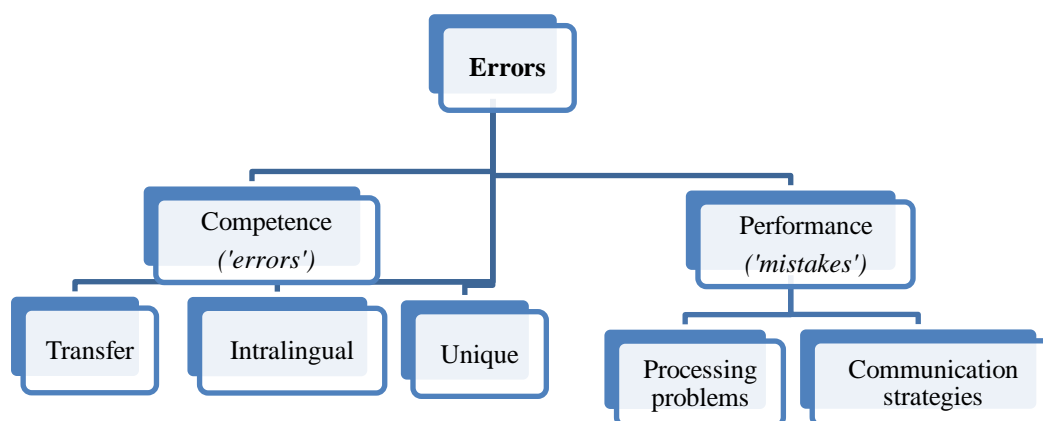 Errors
Competence
('errors')
Performance
('mistakes')
Transfer
Intralingual
Unique
Processing
problems
Communication
strategies